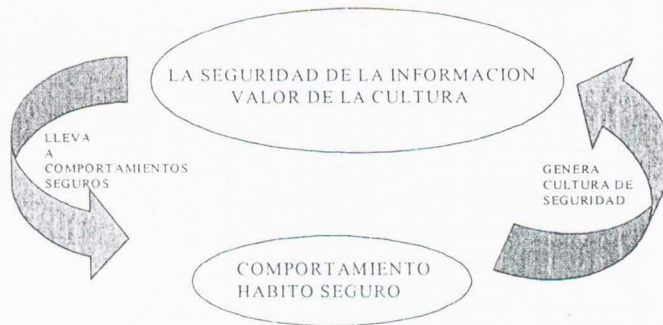 LA SEGURIDAD DE LA INFORMACION
VALOR DE LA CULTURA
LLEVA
A
COMPORTAMIENTOS
SEGUROS
GENERA
CULTURA DE
SEGURIDAD
COMPORTAMIENTO
HABITO SEGURO